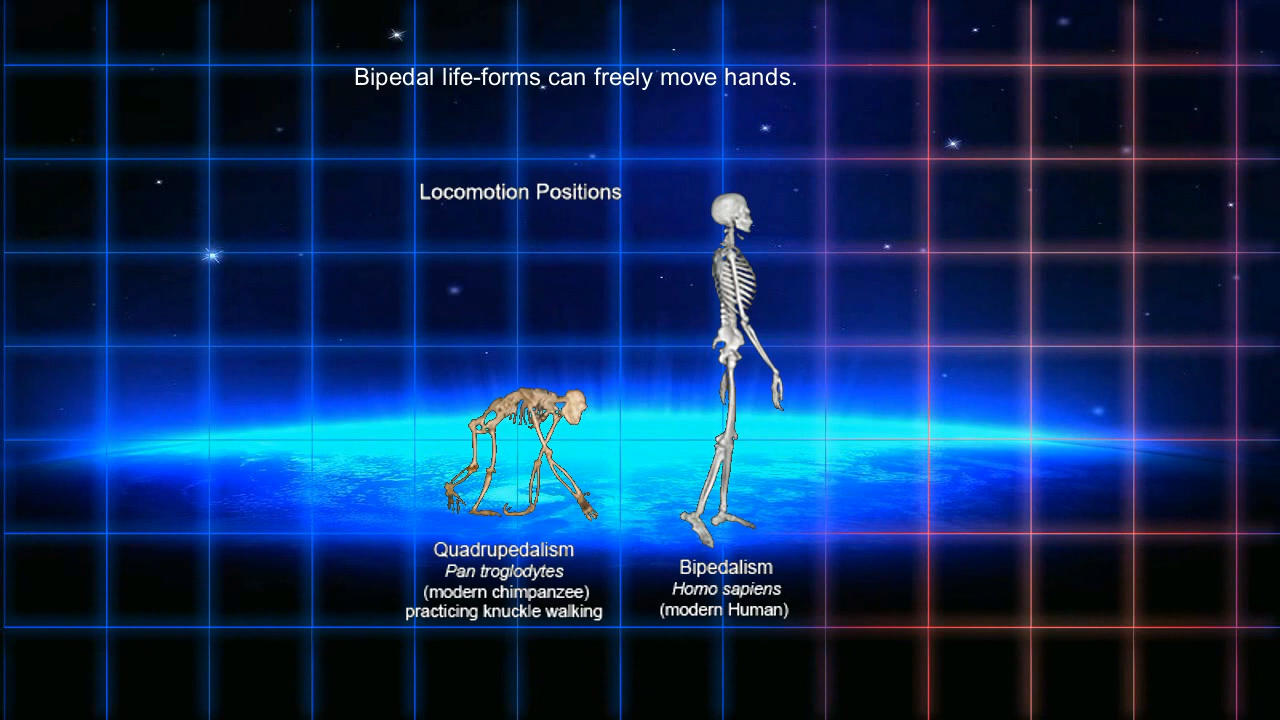 Bipedal life-forms can freely move hands.
Locomotion Positions
Quadrupedalism
Pan troglodytes
(modern chimpanzee)
practicing knuckle walking
Bipedalism
Homo sapiens
(modern Human)